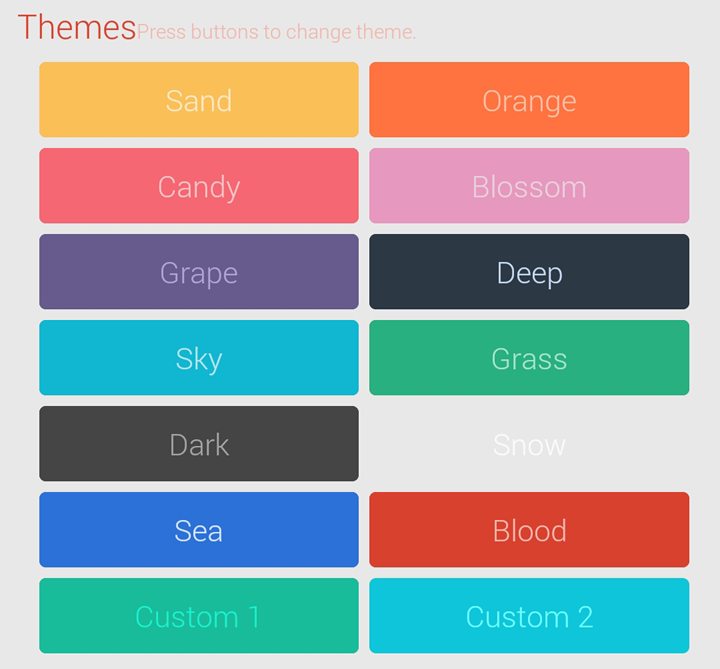 Themes Press buttons to change theme.
Sand Orange
Candy Blossom
Grape Deep
Sky Grass
Dark Snow
Sea Blood
Custom 1 Custom 2